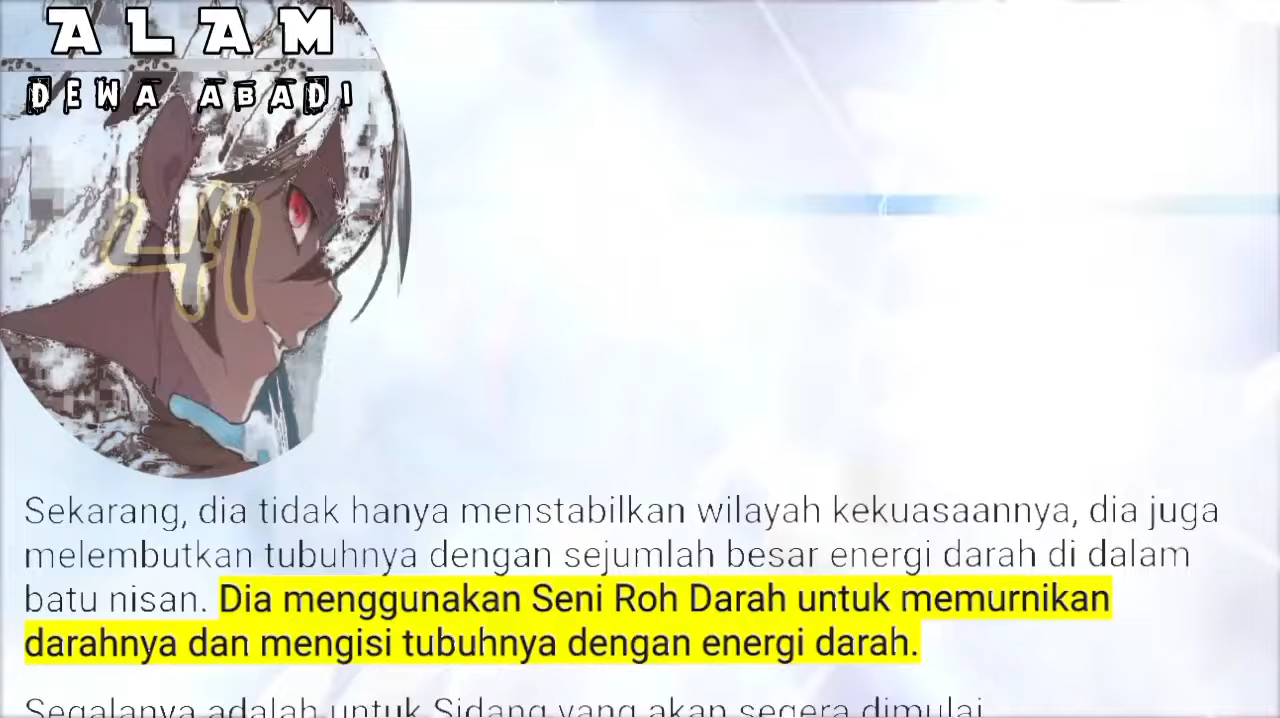 ALAM
DEWA ABADI
41
Sekarang, dia tidak hanya menstabilkan wilayah kekuasaannya, dia juga
melembutkan tubuhnya dengan sejumlah besar energi darah di dalam
batu nisan. Dia menggunakan Seni Roh Darah untuk memurnikan
darahnya dan mengisi tubuhnya dengan energi darah.
Segalanya adalah untuk Sidang yang akan segera dimulai